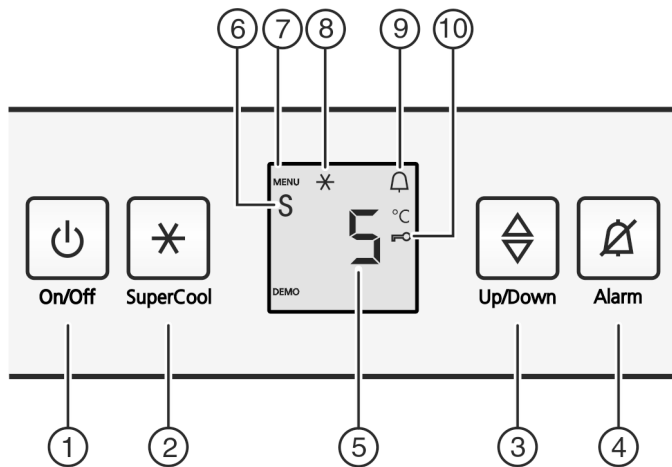 6 7 8 9 10
MENU
S
5 °C
DEMO
On/Off SuperCool Up/Down Alarm
1 2 5 3 4